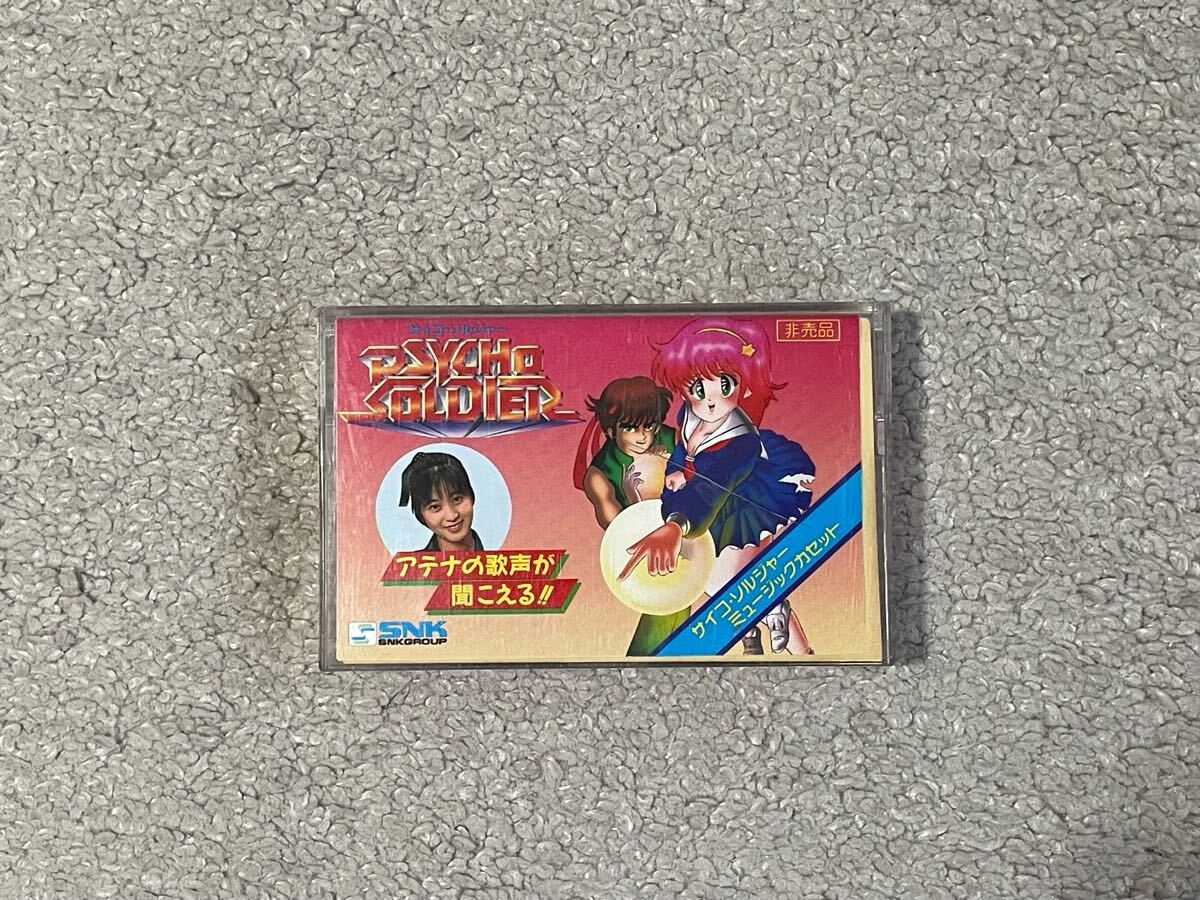 サイコ・ソルジャー
PSYCHO
SOLDIER
非売品
アテナの歌声が
聞こえる!!
サイコ・ソルジャー
ミュージックカセット
SNK
SNKGROUP